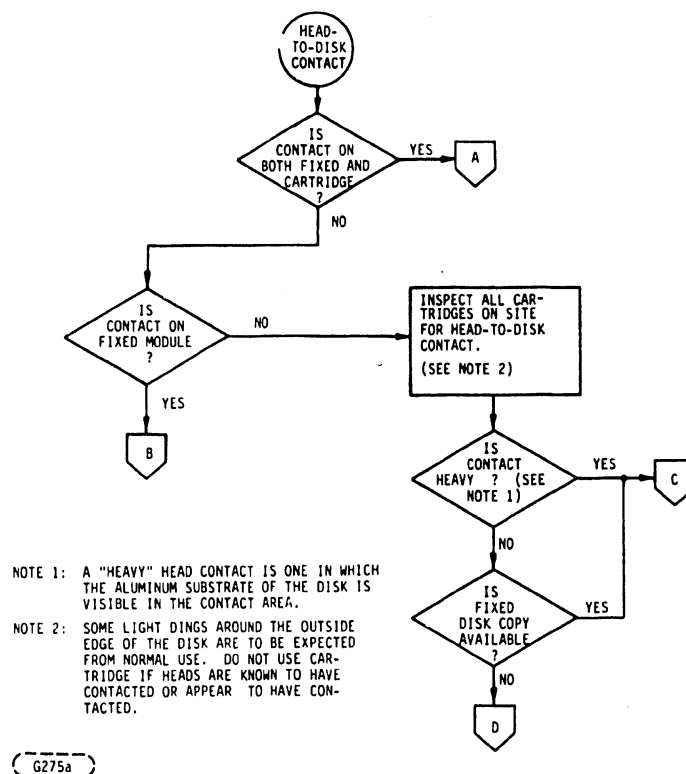 HEAD-
TO-DISK
CONTACT
IS
CONTACT ON
BOTH FIXED AND
CARTRIDGE
?
YES
A
NO
IS
CONTACT ON
FIXED MODULE
?
NO
YES
B
INSPECT ALL CAR-
TRIDGES ON SITE
FOR HEAD-TO-DISK
CONTACT.
(SEE NOTE 2)
IS
CONTACT
HEAVY ? (SEE
NOTE 1)
YES
C
NO
IS
FIXED
DISK COPY
AVAILABLE
?
YES
NO
D
NOTE 1: A "HEAVY" HEAD CONTACT IS ONE IN WHICH
THE ALUMINUM SUBSTRATE OF THE DISK IS
VISIBLE IN THE CONTACT AREA.
NOTE 2: SOME LIGHT DINGS AROUND THE OUTSIDE
EDGE OF THE DISK ARE TO BE EXPECTED
FROM NORMAL USE. DO NOT USE CAR-
TRIDGE IF HEADS ARE KNOWN TO HAVE
CONTACTED OR APPEAR TO HAVE CON-
TACTED.
G275a